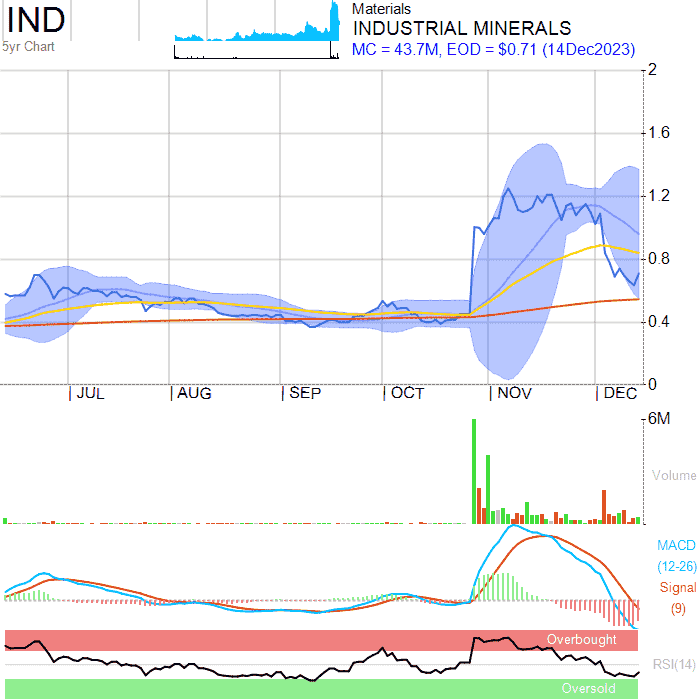 IND
5yr Chart
Materials
INDUSTRIAL MINERALS
MC = 43.7M, EOD = $0.71 (14Dec2023)
2
1.6
1.2
0.8
0.4
0
JUL AUG SEP OCT NOV DEC
6M
Volume
MACD
(12-26)
Signal
(9)
Overbought
RSI(14)
Oversold